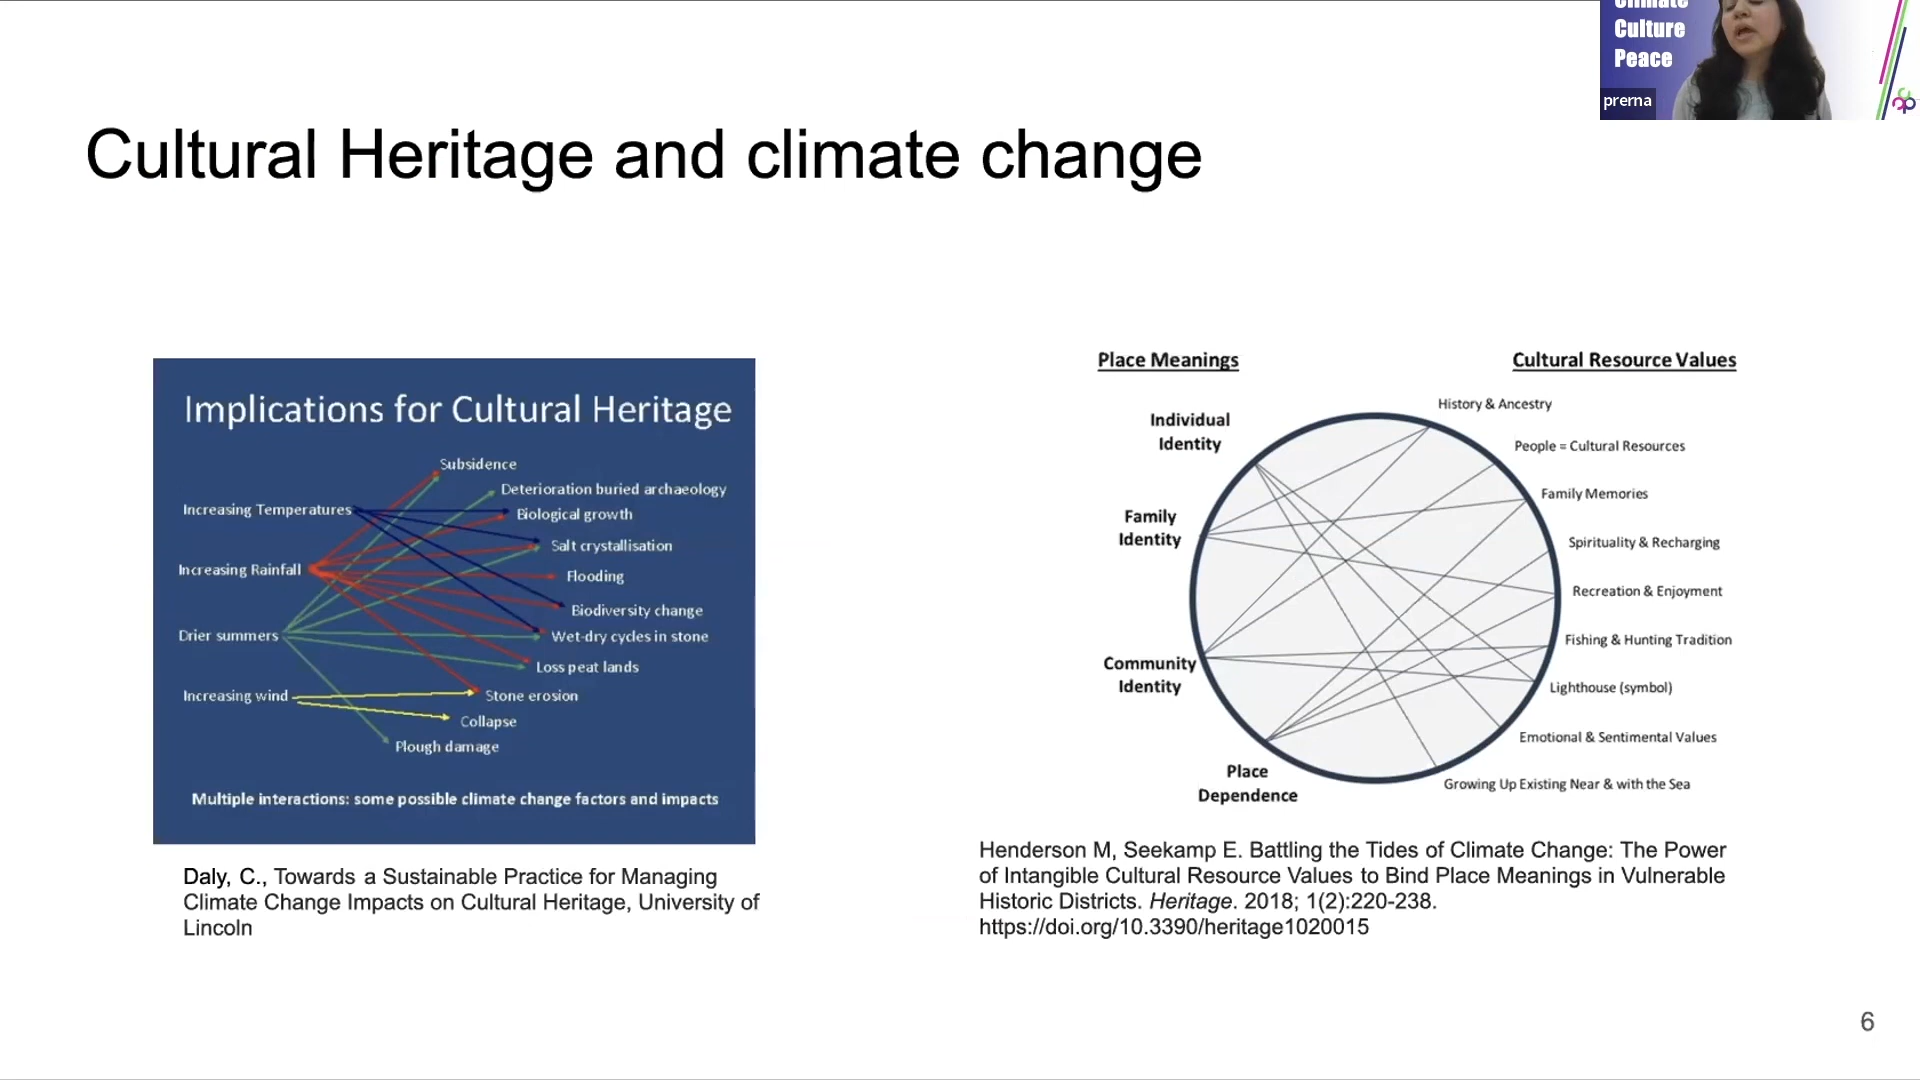 Climate
Culture
Peace
prerna
Cultural Heritage and climate change
Implications for Cultural Heritage
Subsidence
Deterioration buried archaeology
Increasing Temperatures
Biological growth
Salt crystallisation
Increasing Rainfall
Flooding
Biodiversity change
Drier summers
Wet-dry cycles in stone
Loss peat lands
Increasing wind
Stone erosion
Collapse
Plough damage
Multiple interactions: some possible climate change factors and impacts
Daly, C., Towards a Sustainable Practice for Managing
Climate Change Impacts on Cultural Heritage, University of
Lincoln
Place Meanings
Individual
Identity
Family
Identity
Community
Identity
Place
Dependence
Cultural Resource Values
History & Ancestry
People = Cultural Resources
Family Memories
Spirituality & Recharging
Recreation & Enjoyment
Fishing & Hunting Tradition
Lighthouse (symbol)
Emotional & Sentimental Values
Growing Up Existing Near & with the Sea
Henderson M, Seekamp E. Battling the Tides of Climate Change: The Power
of Intangible Cultural Resource Values to Bind Place Meanings in Vulnerable
Historic Districts. Heritage. 2018; 1(2):220-238.
https://doi.org/10.3390/heritage1020015
6